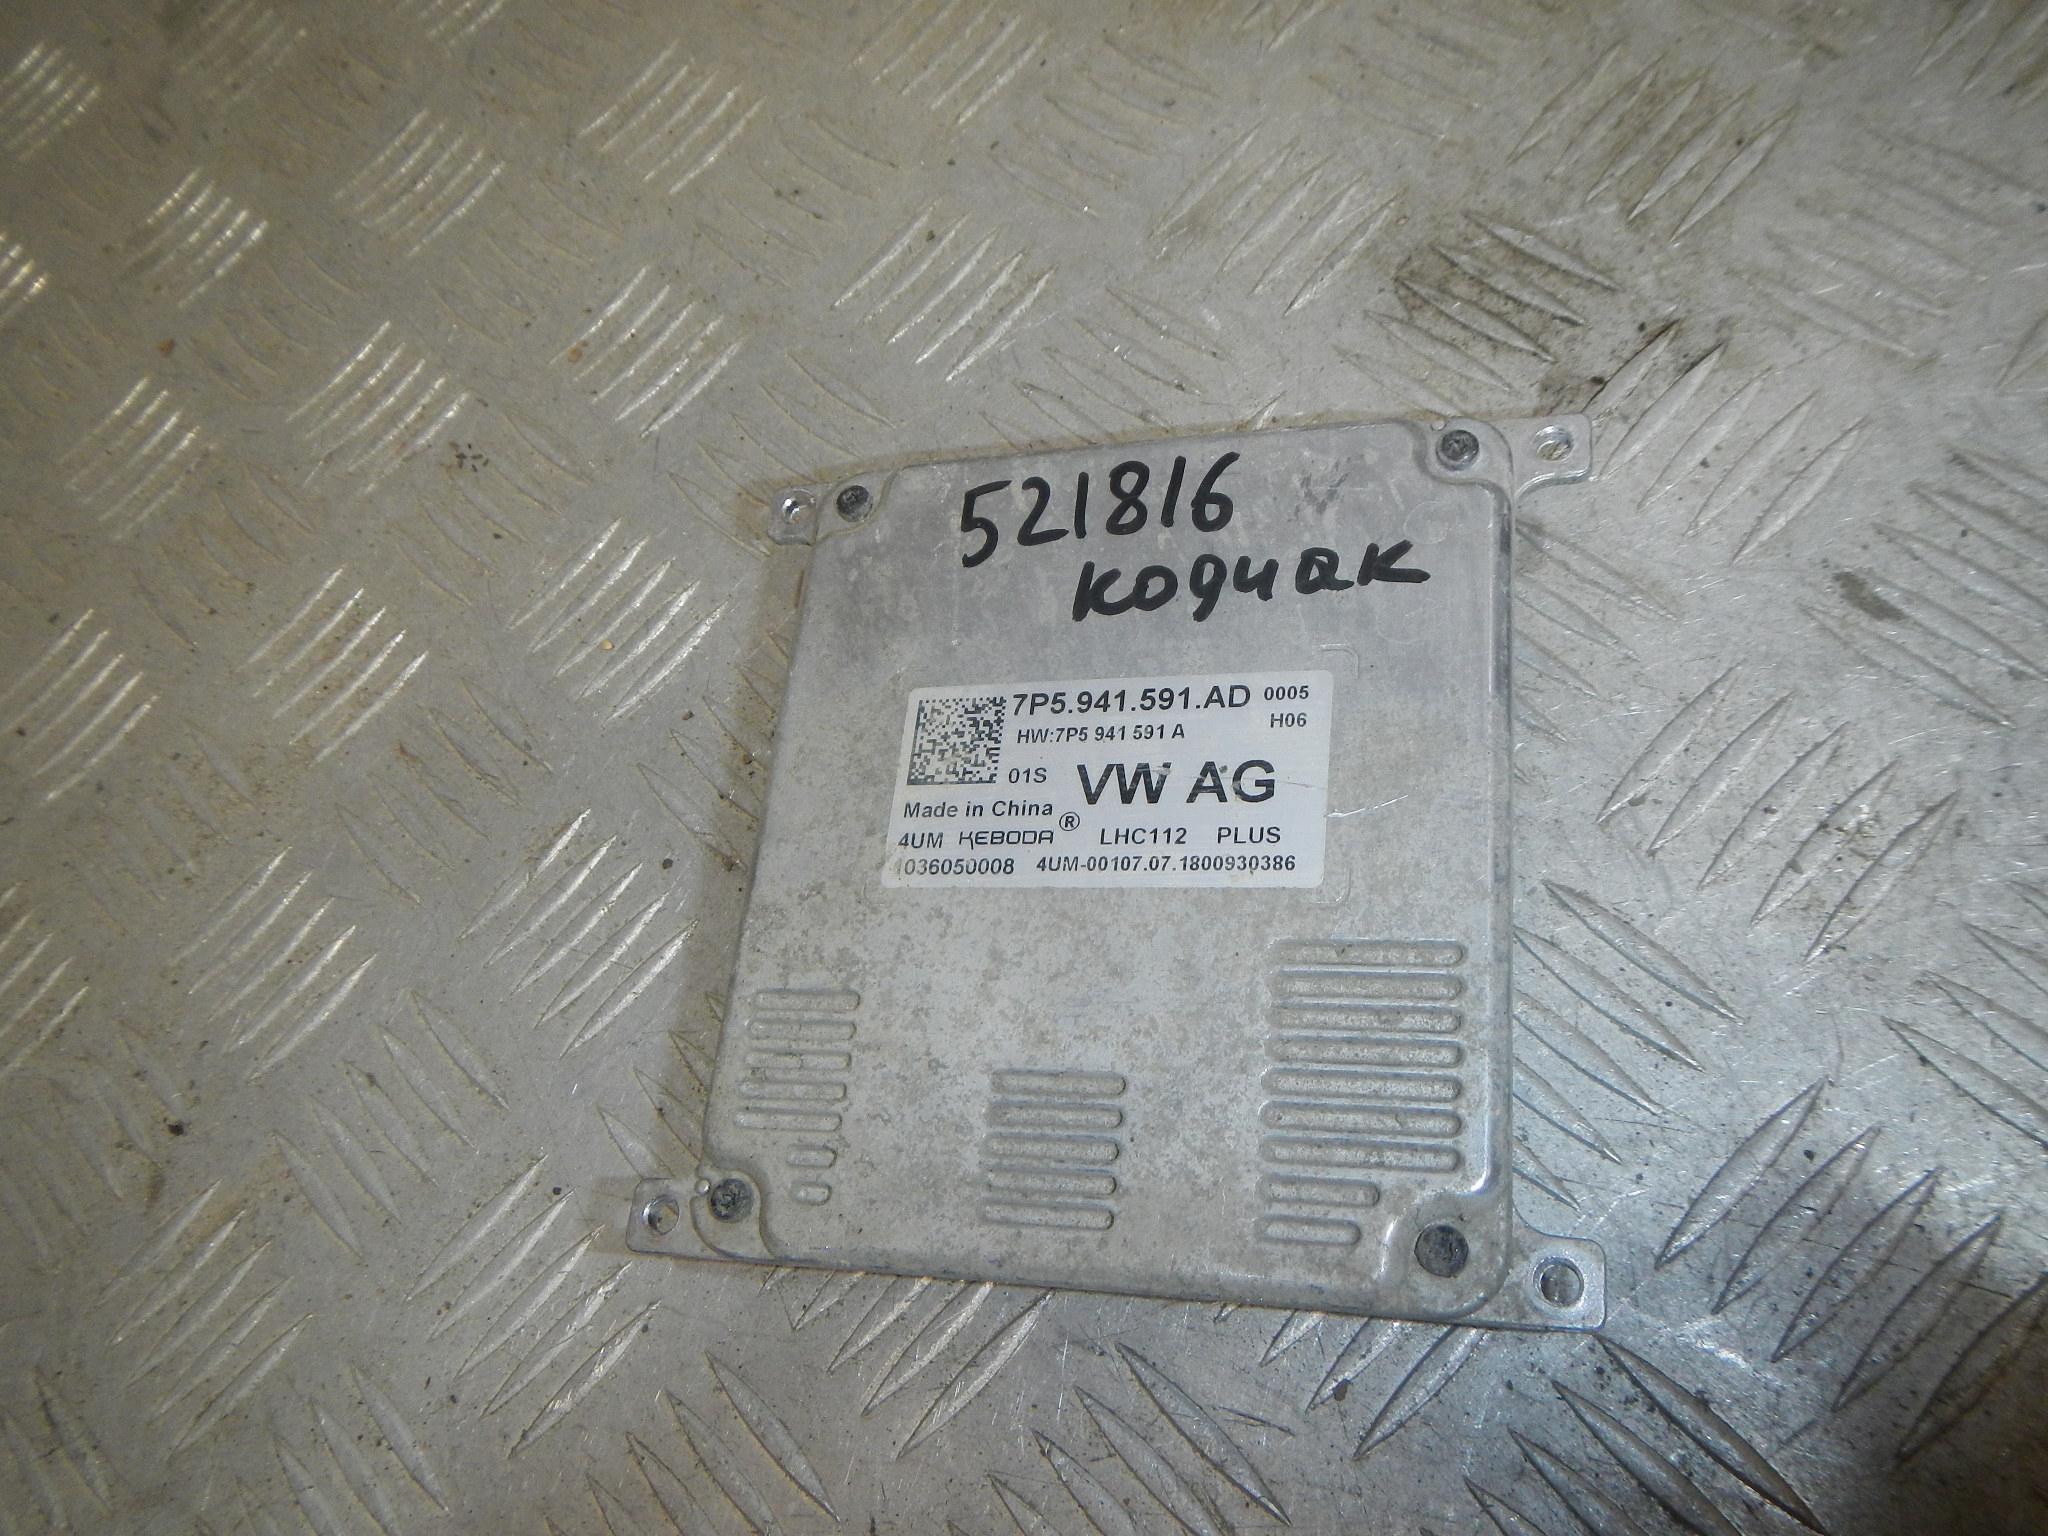 521816
кодиак
7P5.941.591.AD 0005
HW:7P5 941 591 A H06
01S VW AG
Made in China
4UM KEBODA® LHC112 PLUS
1036050008 4UM-00107.07.1800930386